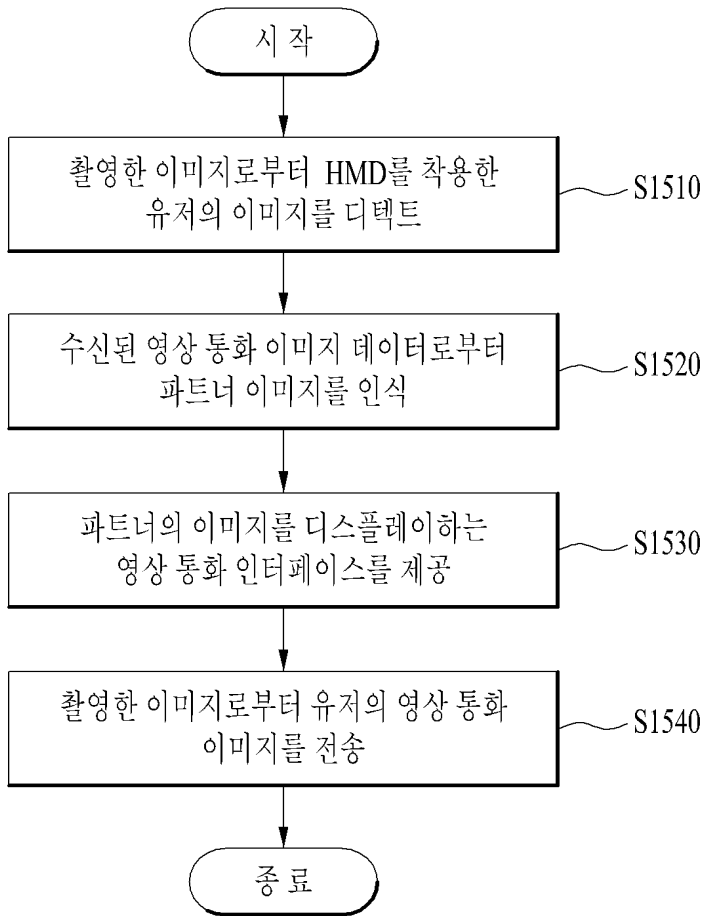 시 작
촬영한 이미지로부터 HMD를 착용한
유저의 이미지를 디텍트
S1510
수신된 영상 통화 이미지 데이터로부터
파트너 이미지를 인식
S1520
파트너의 이미지를 디스플레이하는
영상 통화 인터페이스를 제공
S1530
촬영한 이미지로부터 유저의 영상 통화
이미지를 전송
S1540
종 료